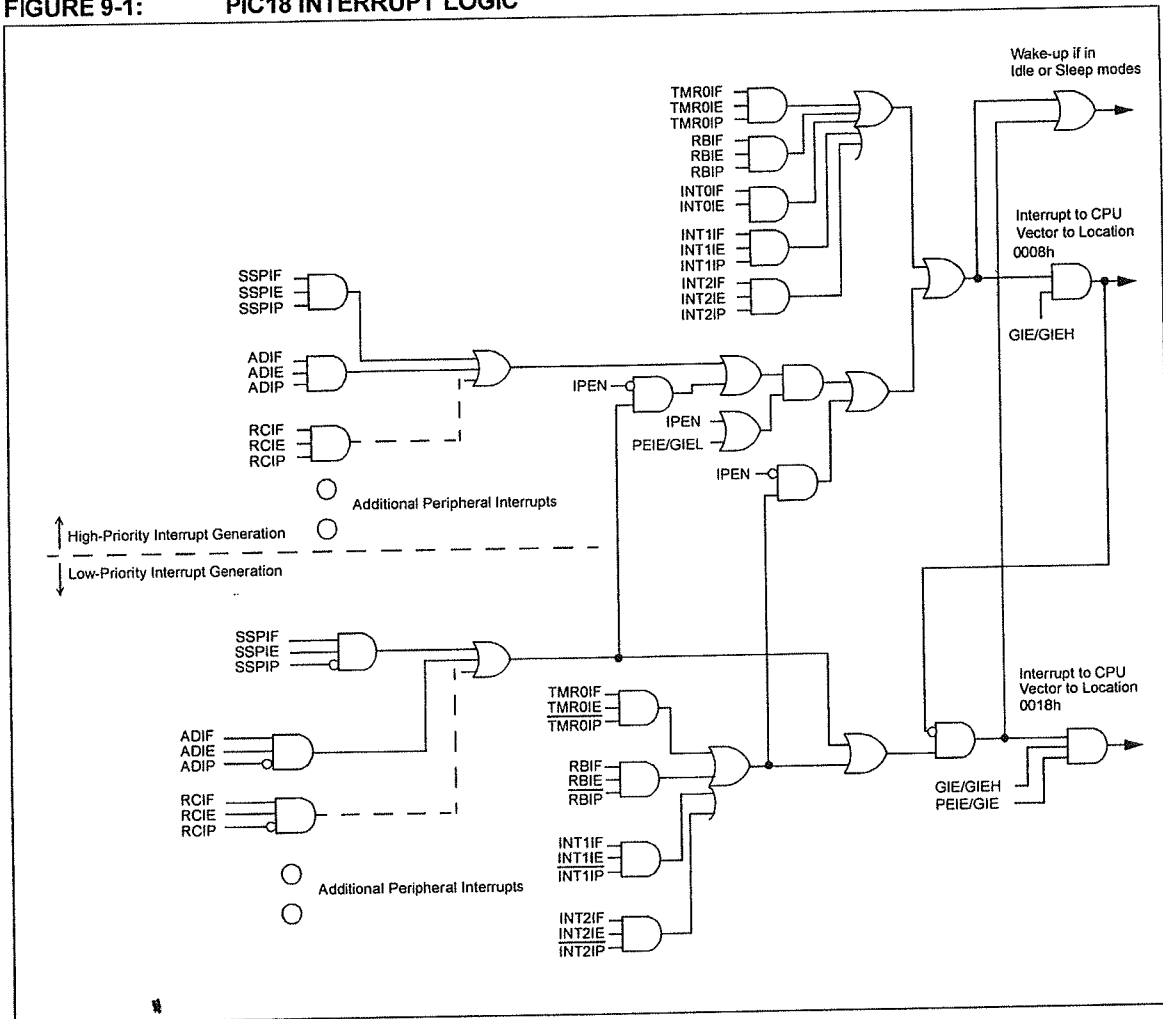 FIGURE 9-1: PIC18 INTERRUPT LOGIC
Wake-up if in
Idle or Sleep modes
TMR0IF
TMR0IE
TMR0IP
RBIF
RBIE
RBIP
INT0IF
INT0IE
INT1IF
INT1IE
INT1IP
INT2IF
INT2IE
INT2IP
Interrupt to CPU
Vector to Location
0008h
GIE/GIEH
SSPIF
SSPIE
SSPIP
ADIF
ADIE
ADIP
RCIF
RCIE
RCIP
IPEN
IPEN
PEIE/GIEL
IPEN
Additional Peripheral Interrupts
High-Priority Interrupt Generation
Low-Priority Interrupt Generation
SSPIF
SSPIE
SSPIP
ADIF
ADIE
ADIP
RCIF
RCIE
RCIP
Additional Peripheral Interrupts
TMR0IF
TMR0IE
TMR0IP
RBIF
RBIE
RBIP
INT1IF
INT1IE
INT1IP
INT2IF
INT2IE
INT2IP
Interrupt to CPU
Vector to Location
0018h
GIE/GIEH
PEIE/GIE